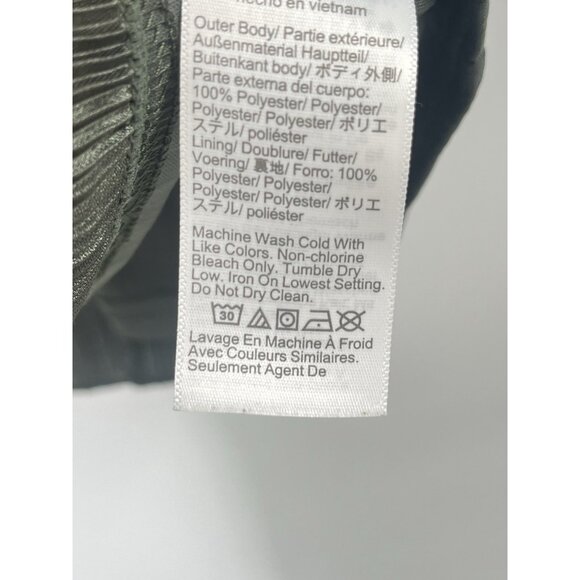 hecho en vietnam
Outer Body/ Partie extérieure/
Außenmaterial Hauptteil/
Buitenkant body/ ボディ外側/
Parte externa del cuerpo:
100% Polyester/ Polyester/
Polyester/ Polyester/ ポリエ
ステル/ poliéster
Lining/ Doublure/ Futter/
Voering/ 裏地/ Forro: 100%
Polyester/ Polyester/
Polyester/ Polyester/ ポリエ
ステル/ poliéster
Machine Wash Cold With
Like Colors. Non-chlorine
Bleach Only. Tumble Dry
Low. Iron On Lowest Setting.
Do Not Dry Clean.
30
Lavage En Machine À Froid
Avec Couleurs Similaires.
Seulement Agent De